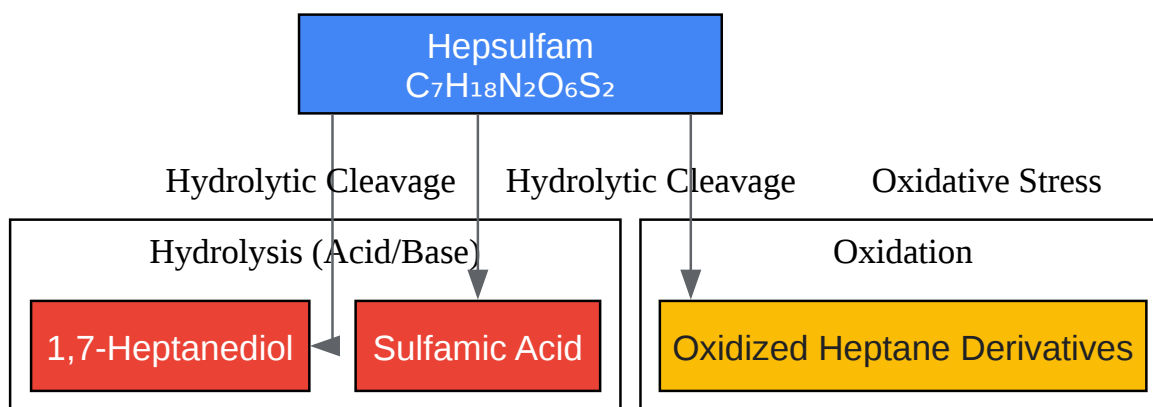 Hepsulfam
C₇H₁₈N₂O₆S₂
Hydrolytic Cleavage
Hydrolytic Cleavage
Oxidative Stress
Hydrolysis (Acid/Base)
Oxidation
1,7-Heptanediol
Sulfamic Acid
Oxidized Heptane Derivatives